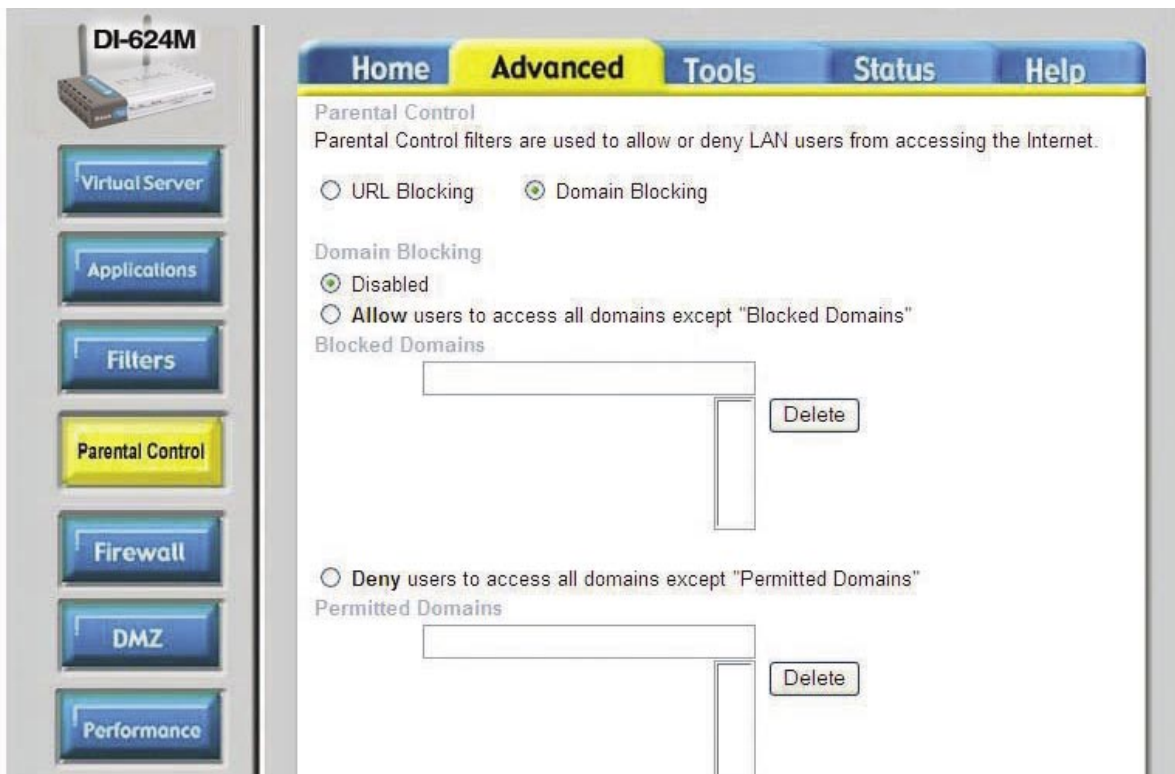 DI-624M
Home Advanced Tools Status Help
Virtual Server
Applications
Filters
Parental Control
Firewall
DMZ
Performance
Parental Control
Parental Control filters are used to allow or deny LAN users from accessing the Internet.
URL Blocking Domain Blocking
Domain Blocking
Disabled
Allow users to access all domains except "Blocked Domains"
Blocked Domains
Delete
Deny users to access all domains except "Permitted Domains"
Permitted Domains
Delete